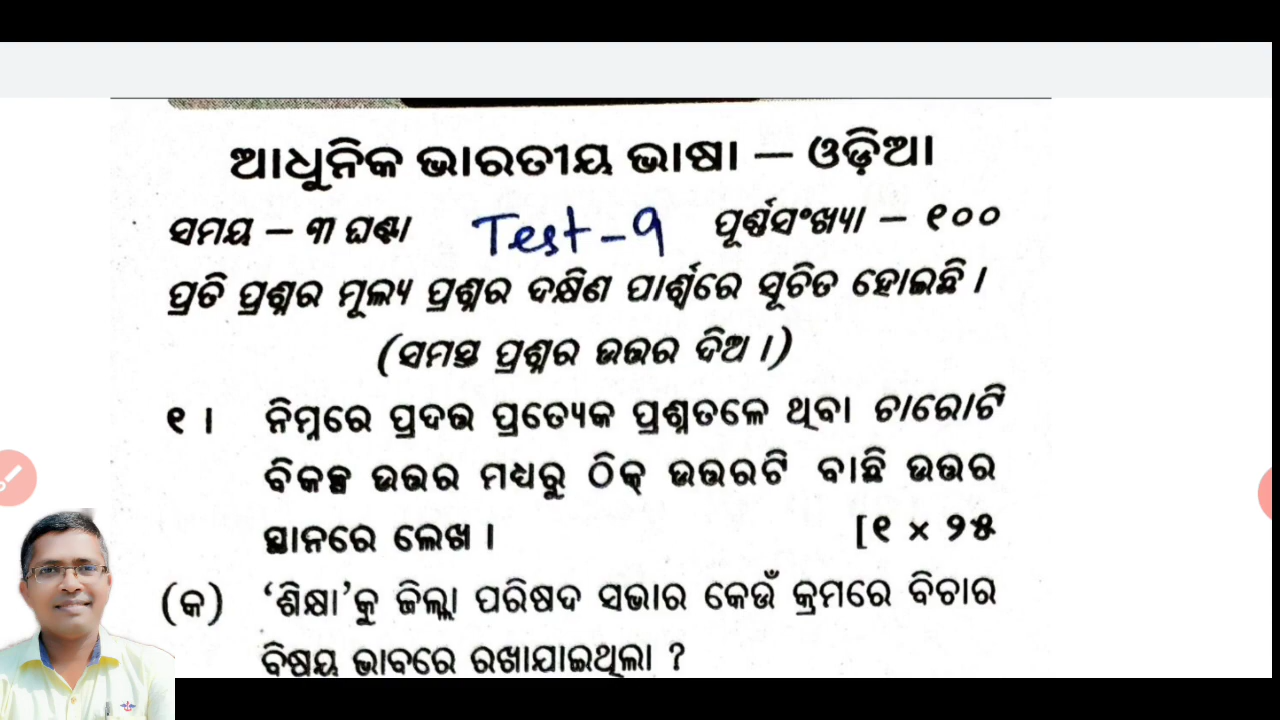 ଆଧୁନିକ ଭାରତୀୟ ଭାଷା — ଓଡ଼ିଆ
ସମୟ – ୩ ଘଣ୍ଟା Test-9 ପୂର୍ଣ୍ଣସଂଖ୍ୟା – ୧୦୦
ପ୍ରତି ପ୍ରଶ୍ନର ମୂଲ୍ୟ ପ୍ରଶ୍ନର ଦକ୍ଷିଣ ପାର୍ଶ୍ୱରେ ସୂଚିତ ହୋଇଛି ।
(ସମସ୍ତ ପ୍ରଶ୍ନର ଉତ୍ତର ଦିଅ ।)
୧ । ନିମ୍ନରେ ପ୍ରଦତ୍ତ ପ୍ରତ୍ୟେକ ପ୍ରଶ୍ନତଳେ ଥିବା ଚାରୋଟି
ବିକଳ୍ପ ଉତ୍ତର ମଧ୍ୟରୁ ଠିକ୍ ଉତ୍ତରଟି ବାଛି ଉତ୍ତର
ସ୍ଥାନରେ ଲେଖ । [୧ × ୨୫
(କ) ‘ଶିକ୍ଷା’କୁ ଜିଲ୍ଲା ପରିଷଦ ସଭାର କେଉଁ କ୍ରମରେ ବିଚାର
ବିଷୟ ଭାବରେ ରଖାଯାଇଥିଲା ?